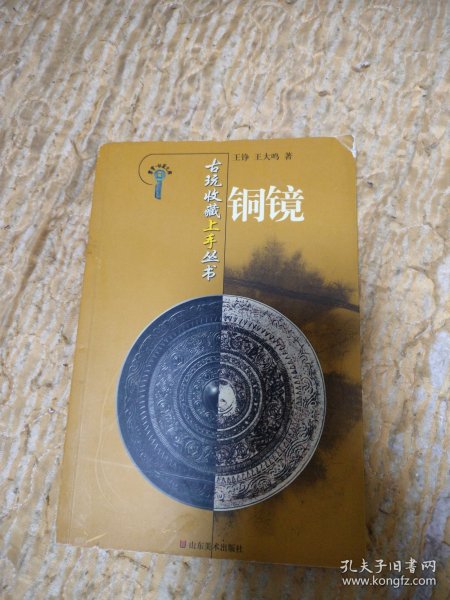 王铮 王大鸣 著
古玩收藏上手丛书
铜镜
山东美术出版社
孔夫子旧书网
www.kongfz.com